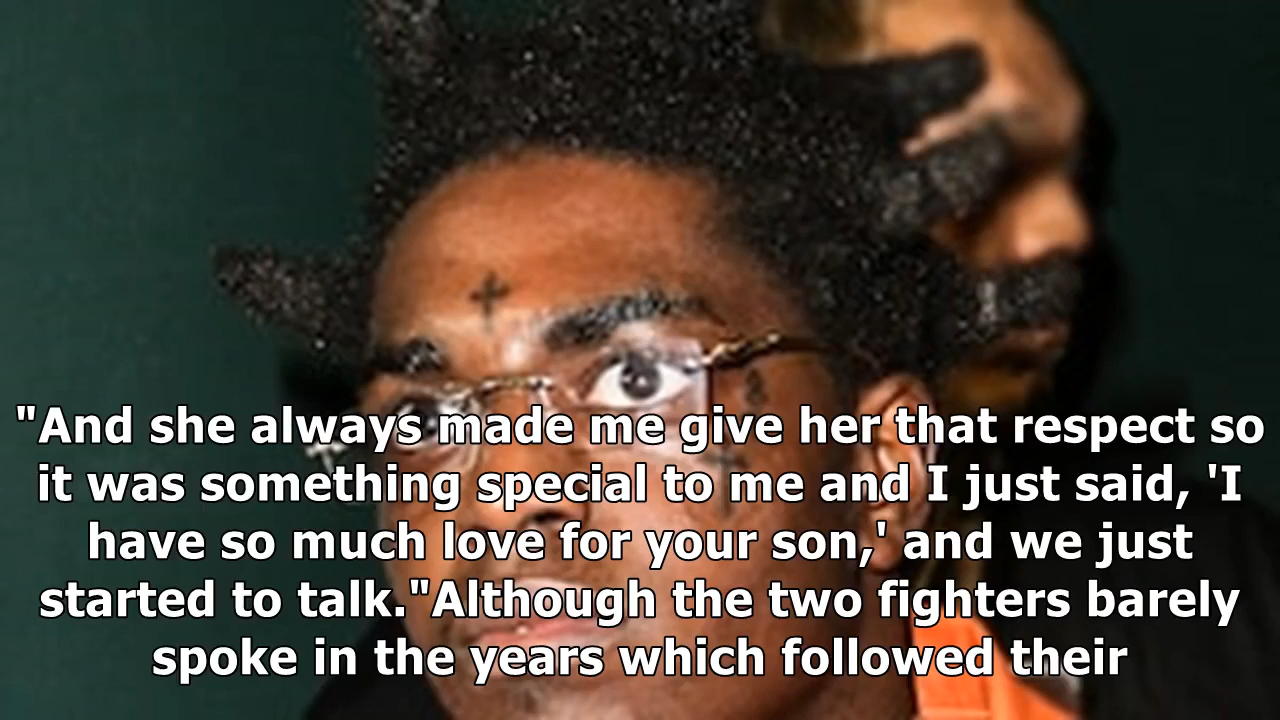 "And she always made me give her that respect so
it was something special to me and I just said, 'I
have so much love for your son,' and we just
started to talk."Although the two fighters barely
spoke in the years which followed their